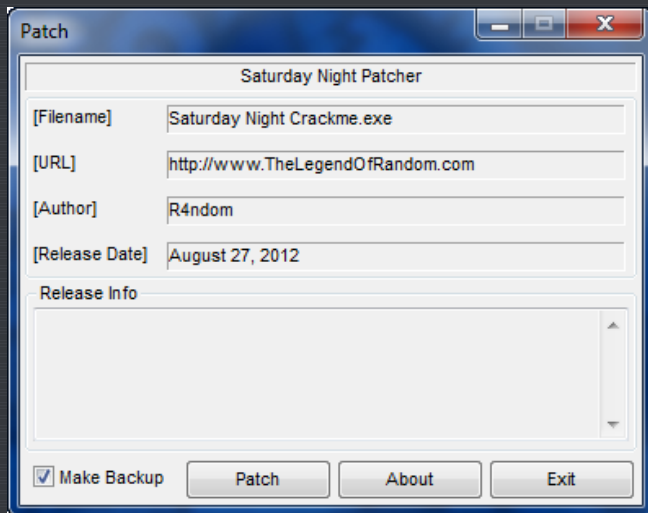 Patch
Saturday Night Patcher
[Filename] Saturday Night Crackme.exe
[URL] http://www.TheLegendOfRandom.com
[Author] R4ndom
[Release Date] August 27, 2012
Release Info
Make Backup Patch About Exit